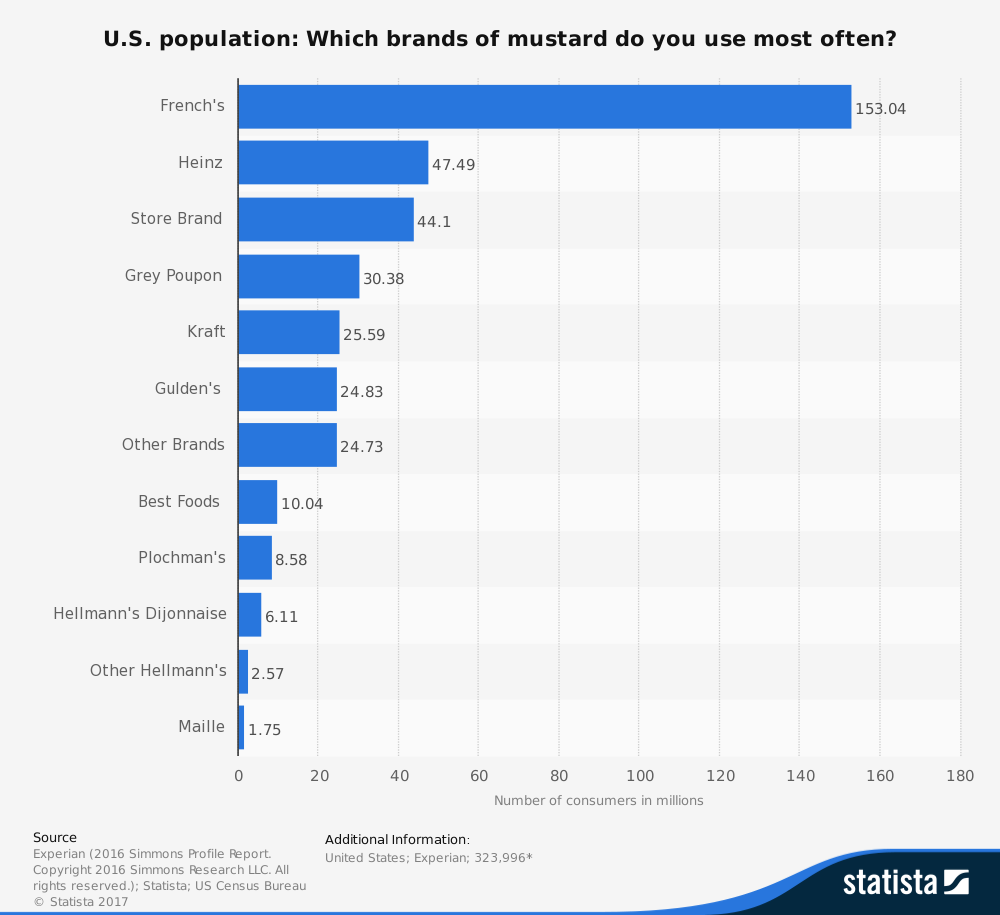 U.S. population: Which brands of mustard do you use most often?
French's 153.04
Heinz 47.49
Store Brand 44.1
Grey Poupon 30.38
Kraft 25.59
Gulden's 24.83
Other Brands 24.73
Best Foods 10.04
Plochman's 8.58
Hellmann's Dijonnaise 6.11
Other Hellmann's 2.57
Maille 1.75
0 20 40 60 80 100 120 140 160 180
Number of consumers in millions
Source
Experian (2016 Simmons Profile Report.
Copyright 2016 Simmons Research LLC. All
rights reserved.); Statista; US Census Bureau
© Statista 2017
Additional Information:
United States; Experian; 323,996*
statista